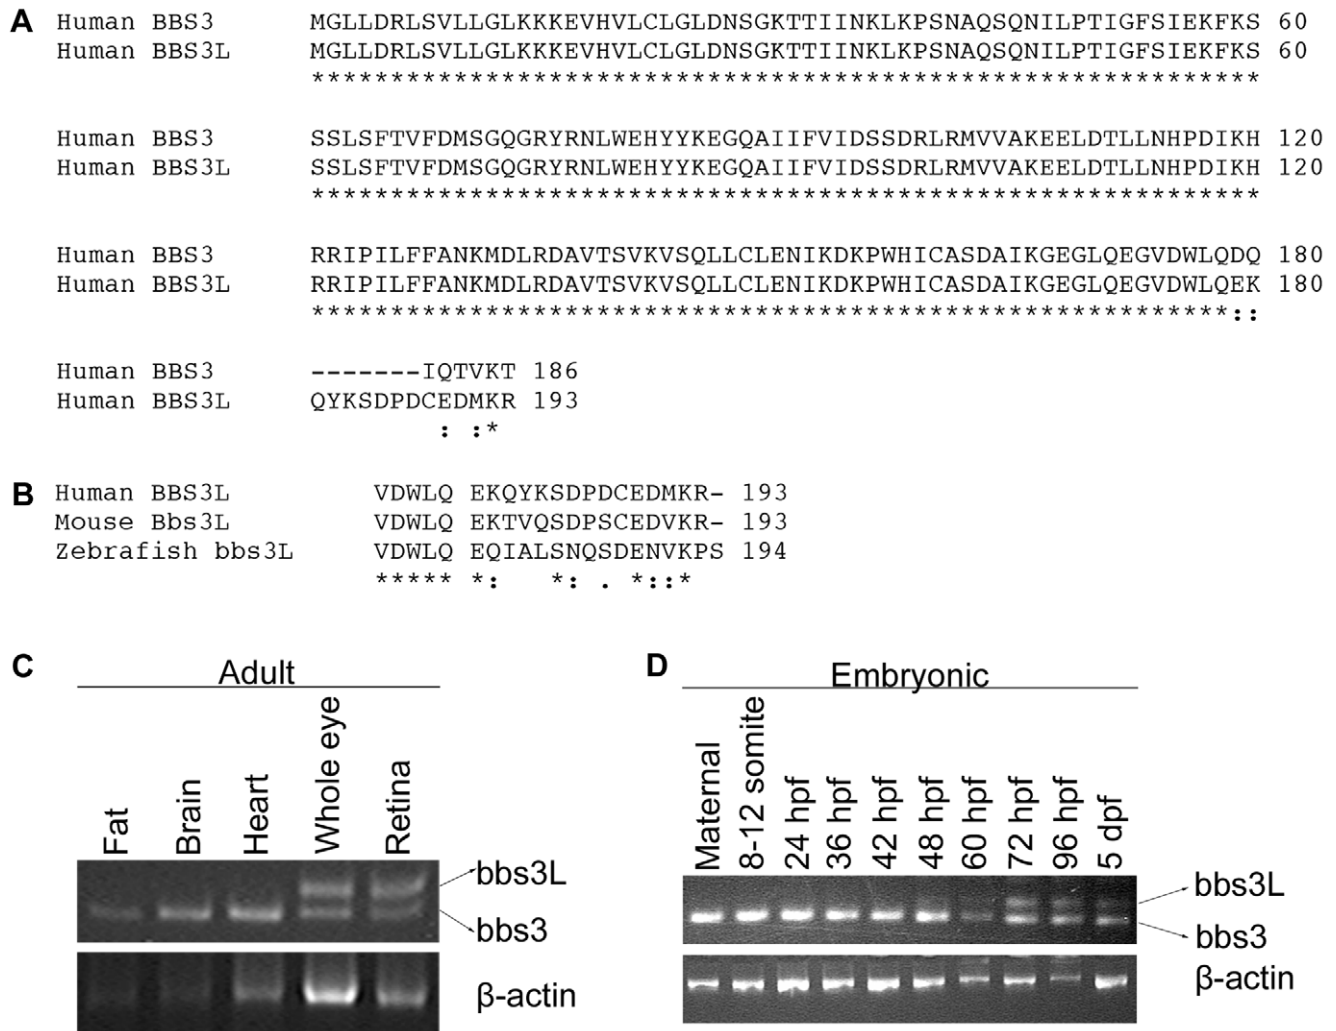 A
Human BBS3 MGLLDRLSVLLGLKKKEVHVLCLGLDNSGKTTIINKLKPSNAQSQNILPTIGFSIEKFKS 60
Human BBS3L MGLLDRLSVLLGLKKKEVHVLCLGLDNSGKTTIINKLKPSNAQSQNILPTIGFSIEKFKS 60
************************************************************
Human BBS3 SSLSFTVFDMSGQGRYRNLWEHYYKEGQAIIFVIDSSDRLRMVVAKEELDTLLNHPDIKH 120
Human BBS3L SSLSFTVFDMSGQGRYRNLWEHYYKEGQAIIFVIDSSDRLRMVVAKEELDTLLNHPDIKH 120
************************************************************
Human BBS3 RRIPILFFANKMDLRDAVTSVKVSQLLCLENIKDKPWHICASDAIKGEGLQEGVDWLQDQ 180
Human BBS3L RRIPILFFANKMDLRDAVTSVKVSQLLCLENIKDKPWHICASDAIKGEGLQEGVDWLQEK 180
**********************************************************::
Human BBS3 -------IQTVKT 186
Human BBS3L QYKSDPDCEDMKR 193
: :*
B
Human BBS3L VDWLQ EKQYKSDPDCEDMKR- 193
Mouse Bbs3L VDWLQ EKTVQSDPSCEDVKR- 193
Zebrafish bbs3L VDWLQ EQIALSNQSDENVKPS 194
***** *: *: . *::*
C
Adult
Fat Brain Heart Whole eye Retina
bbs3L
bbs3
β-actin
D
Embryonic
Maternal 8-12 somite 24 hpf 36 hpf 42 hpf 48 hpf 60 hpf 72 hpf 96 hpf 5 dpf
bbs3L
bbs3
β-actin